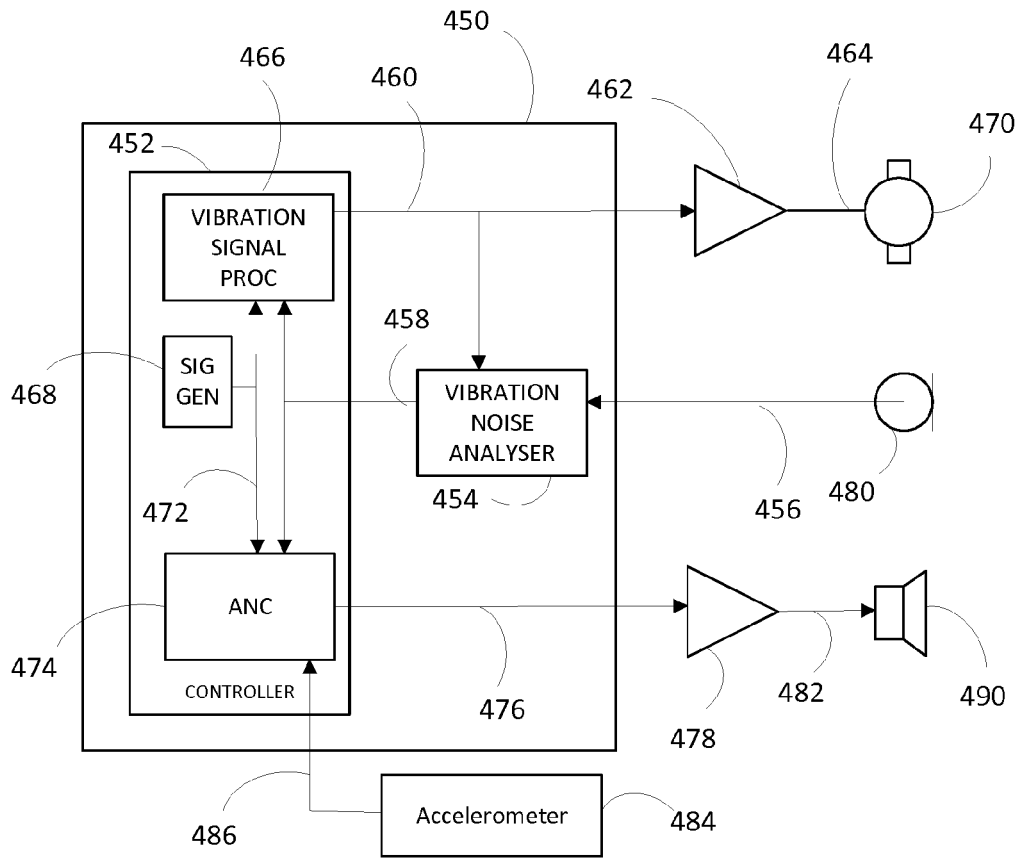 450
466
460
464
462
470
452
VIBRATION
SIGNAL
PROC
458
468
SIG
GEN
VIBRATION
NOISE
ANALYSER
454
472
456
480
ANC
474
CONTROLLER
476
478
482
490
486
Accelerometer
484